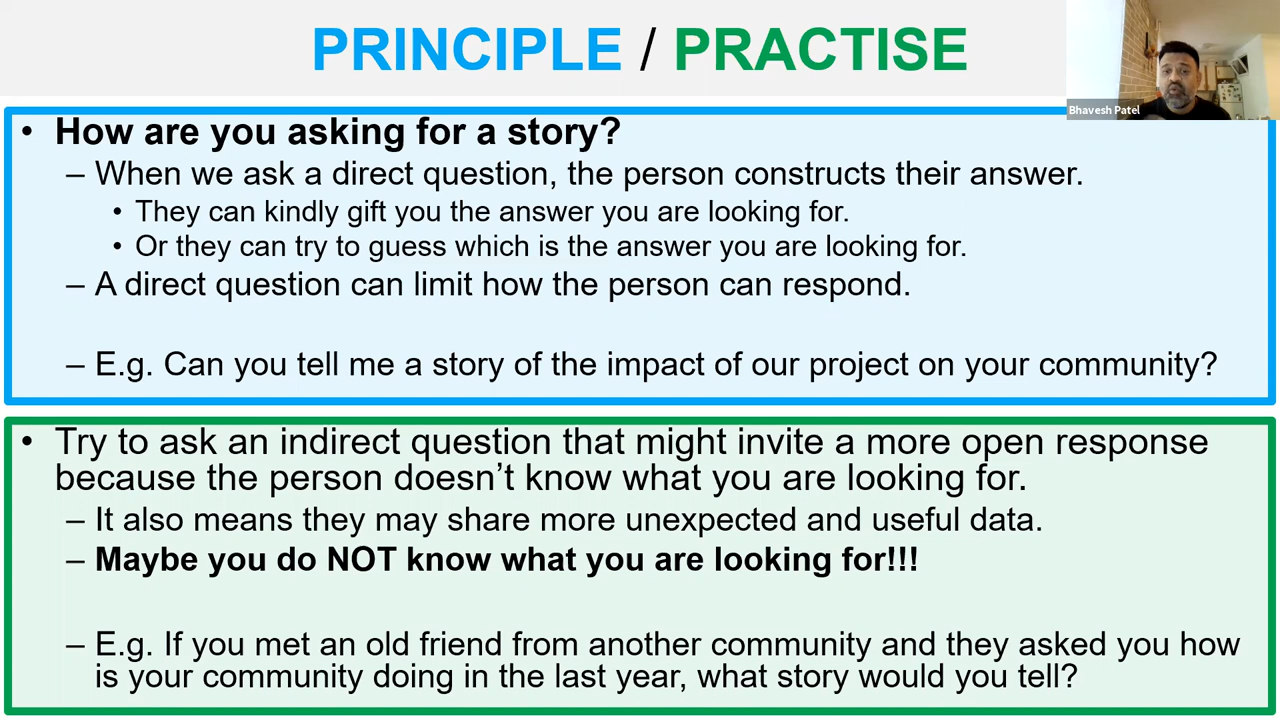 PRINCIPLE / PRACTISE
Bhavesh Patel
• How are you asking for a story?
– When we ask a direct question, the person constructs their answer.
• They can kindly gift you the answer you are looking for.
• Or they can try to guess which is the answer you are looking for.
– A direct question can limit how the person can respond.
– E.g. Can you tell me a story of the impact of our project on your community?
• Try to ask an indirect question that might invite a more open response
because the person doesn’t know what you are looking for.
– It also means they may share more unexpected and useful data.
– Maybe you do NOT know what you are looking for!!!
– E.g. If you met an old friend from another community and they asked you how
is your community doing in the last year, what story would you tell?